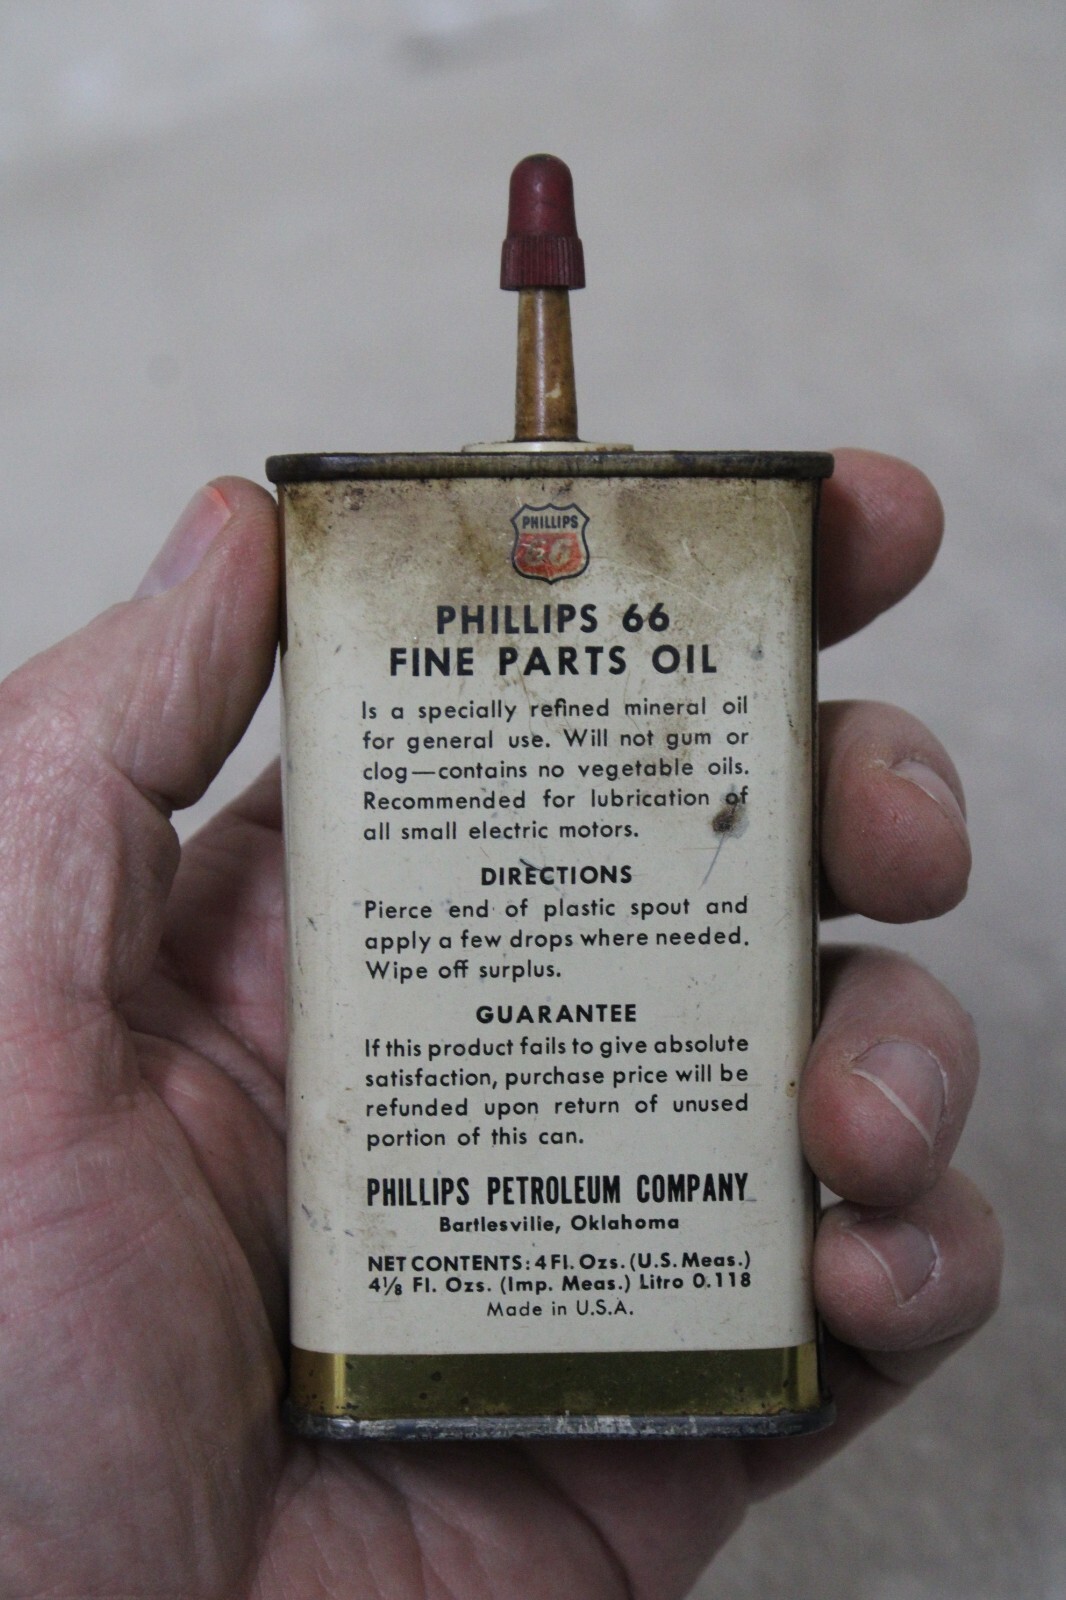 PHILLIPS
66
PHILLIPS 66
FINE PARTS OIL
Is a specially refined mineral oil
for general use. Will not gum or
clog—contains no vegetable oils.
Recommended for lubrication of
all small electric motors.
DIRECTIONS
Pierce end of plastic spout and
apply a few drops where needed.
Wipe off surplus.
GUARANTEE
If this product fails to give absolute
satisfaction, purchase price will be
refunded upon return of unused
portion of this can.
PHILLIPS PETROLEUM COMPANY
Bartlesville, Oklahoma
NET CONTENTS: 4 Fl. Ozs. (U.S. Meas.)
4⅛ Fl. Ozs. (Imp. Meas.) Litro 0.118
Made in U.S.A.